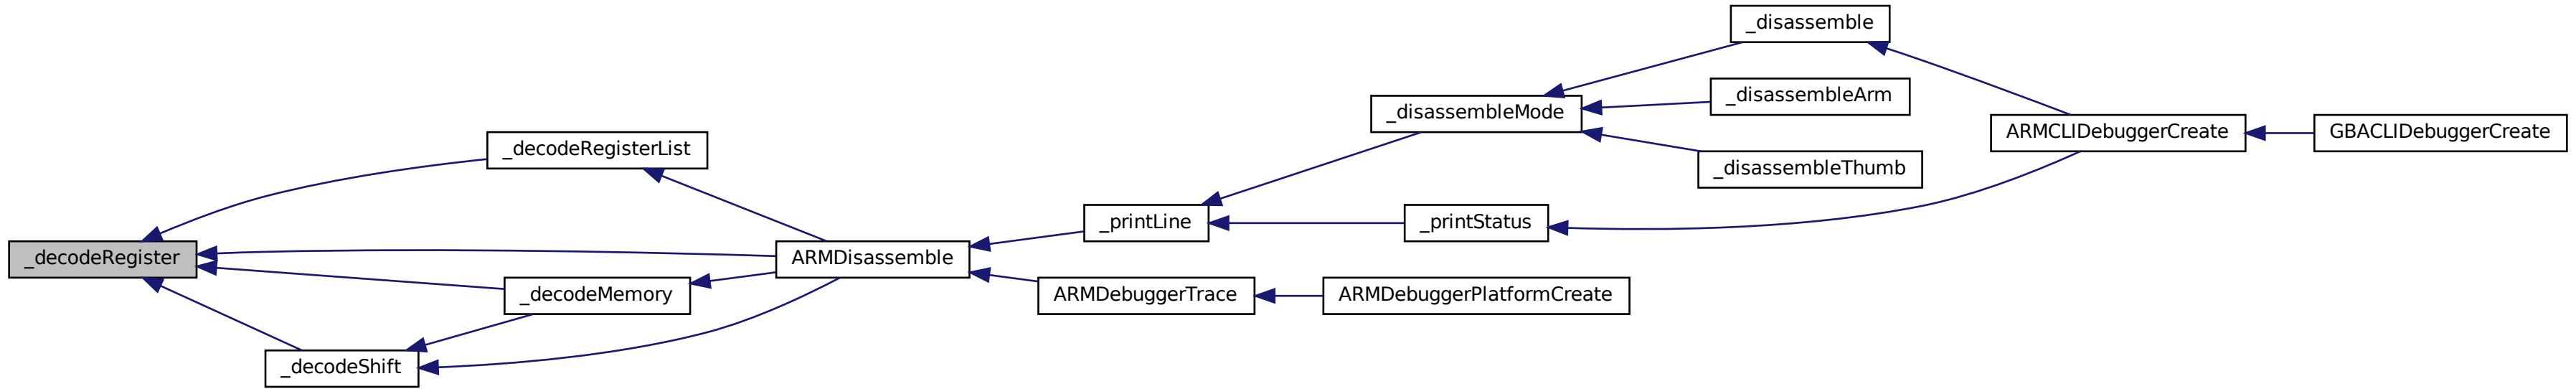 _disassemble
_disassembleArm
_disassembleMode
ARMCLIDebuggerCreate
GBACLIDebuggerCreate
_decodeRegisterList
_disassembleThumb
_printLine
_printStatus
_decodeRegister
ARMDisassemble
_decodeMemory
ARMDebuggerTrace
ARMDebuggerPlatformCreate
_decodeShift